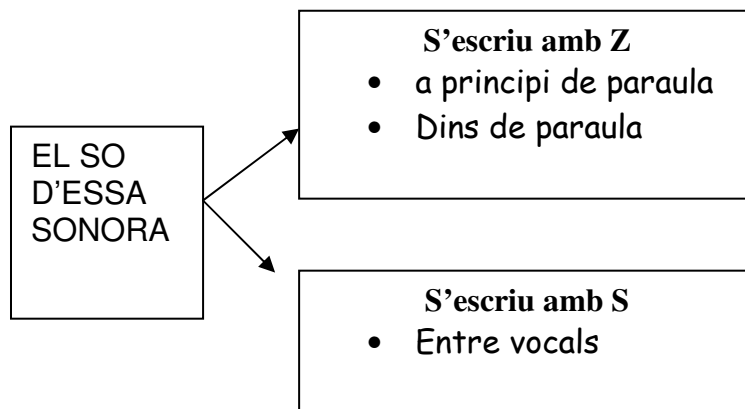 EL SO
D'ESSA
SONORA
S'escriu amb Z
• a principi de paraula
• Dins de paraula
S'escriu amb S
• Entre vocals